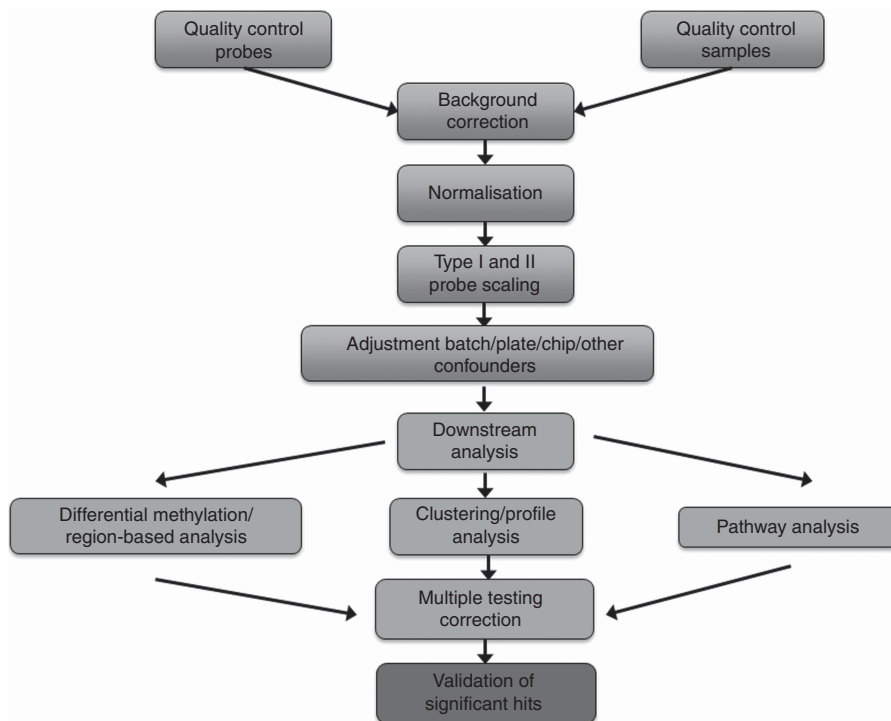 Quality control
probes
Quality control
samples
Background
correction
Normalisation
Type I and II
probe scaling
Adjustment batch/plate/chip/other
confounders
Downstream
analysis
Differential methylation/
region-based analysis
Clustering/profile
analysis
Pathway analysis
Multiple testing
correction
Validation of
significant hits